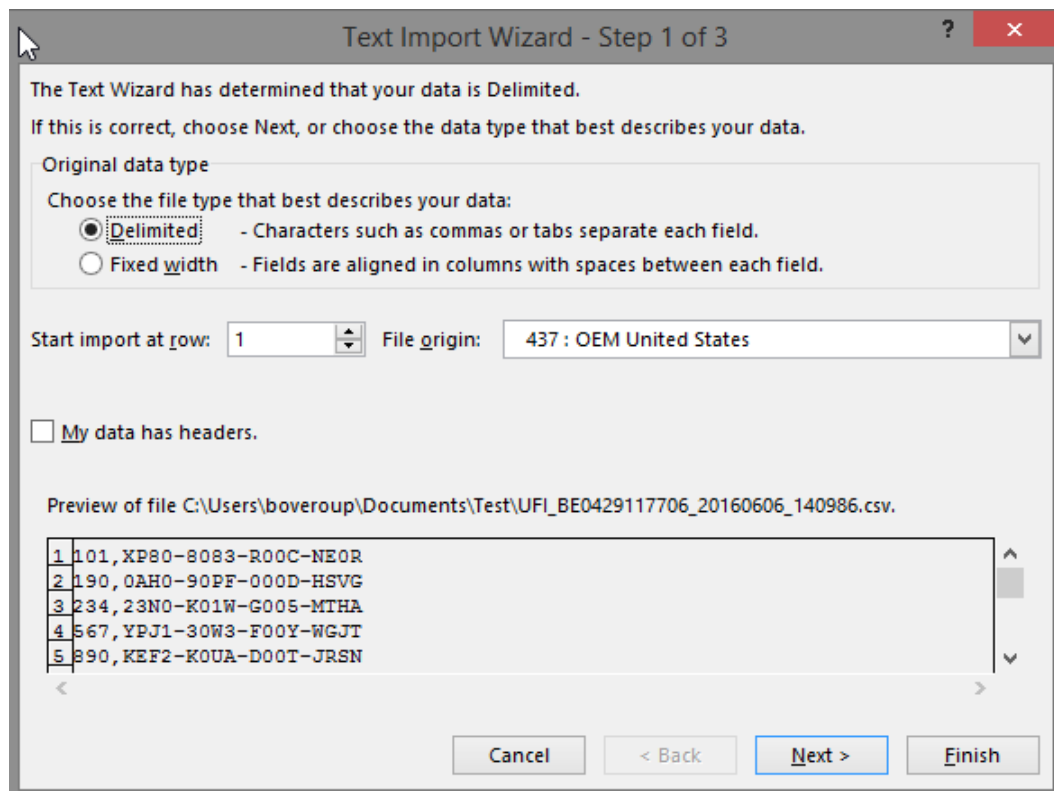 Text Import Wizard - Step 1 of 3 ?
The Text Wizard has determined that your data is Delimited.
If this is correct, choose Next, or choose the data type that best describes your data.
Original data type
Choose the file type that best describes your data:
Delimited - Characters such as commas or tabs separate each field.
Fixed width - Fields are aligned in columns with spaces between each field.
Start import at row: 1 File origin: 437 : OEM United States
My data has headers.
Preview of file C:\Users\boveroup\Documents\Test\UFI_BE0429117706_20160606_140986.csv.
1 101,XP80-8083-R00C-NE0R
2 190,0AH0-90PF-000D-HSVG
3 234,23N0-K01W-G005-MTHA
4 567,YPJ1-30W3-F00Y-WGJT
5 890,KEF2-K0UA-D00T-JRSN
Cancel < Back Next > Finish